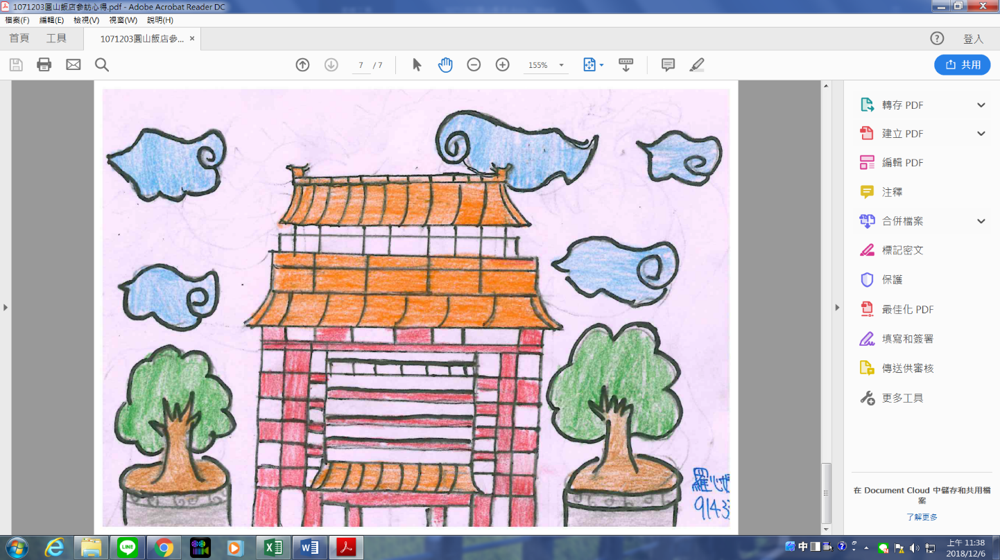 1071203圓山飯店參訪心得.pdf - Adobe Acrobat Reader DC
檔案(F) 編輯(E) 檢視(V) 視窗(W) 說明(H)
首頁 工具 1071203圓山飯店參... × 登入
7 / 7 155% 共用
轉存 PDF
建立 PDF
編輯 PDF
注釋
合併檔案
標記密文
保護
最佳化 PDF
填寫和簽署
傳送供審核
更多工具
羅心
9143
在 Document Cloud 中儲存和共用檔
案
了解更多
LINE
中
上午 11:38
2018/12/6